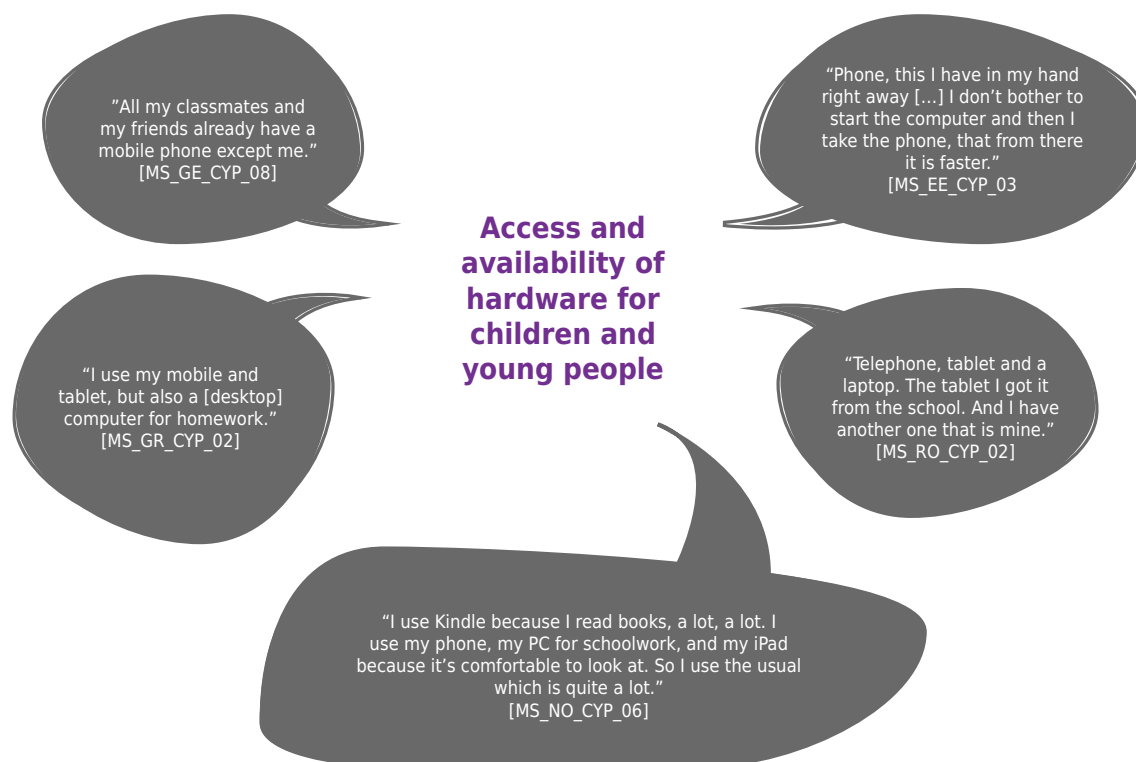 ”All my classmates and
my friends already have a
mobile phone except me.”
[MS_GE_CYP_08]
“Phone, this I have in my hand
right away [...] I don’t bother to
start the computer and then I
take the phone, that from there
it is faster.”
[MS_EE_CYP_03
Access and
availability of
hardware for
children and
young people
“I use my mobile and
tablet, but also a [desktop]
computer for homework.”
[MS_GR_CYP_02]
“Telephone, tablet and a
laptop. The tablet I got it
from the school. And I have
another one that is mine.”
[MS_RO_CYP_02]
“I use Kindle because I read books, a lot, a lot. I
use my phone, my PC for schoolwork, and my iPad
because it’s comfortable to look at. So I use the usual
which is quite a lot.”
[MS_NO_CYP_06]